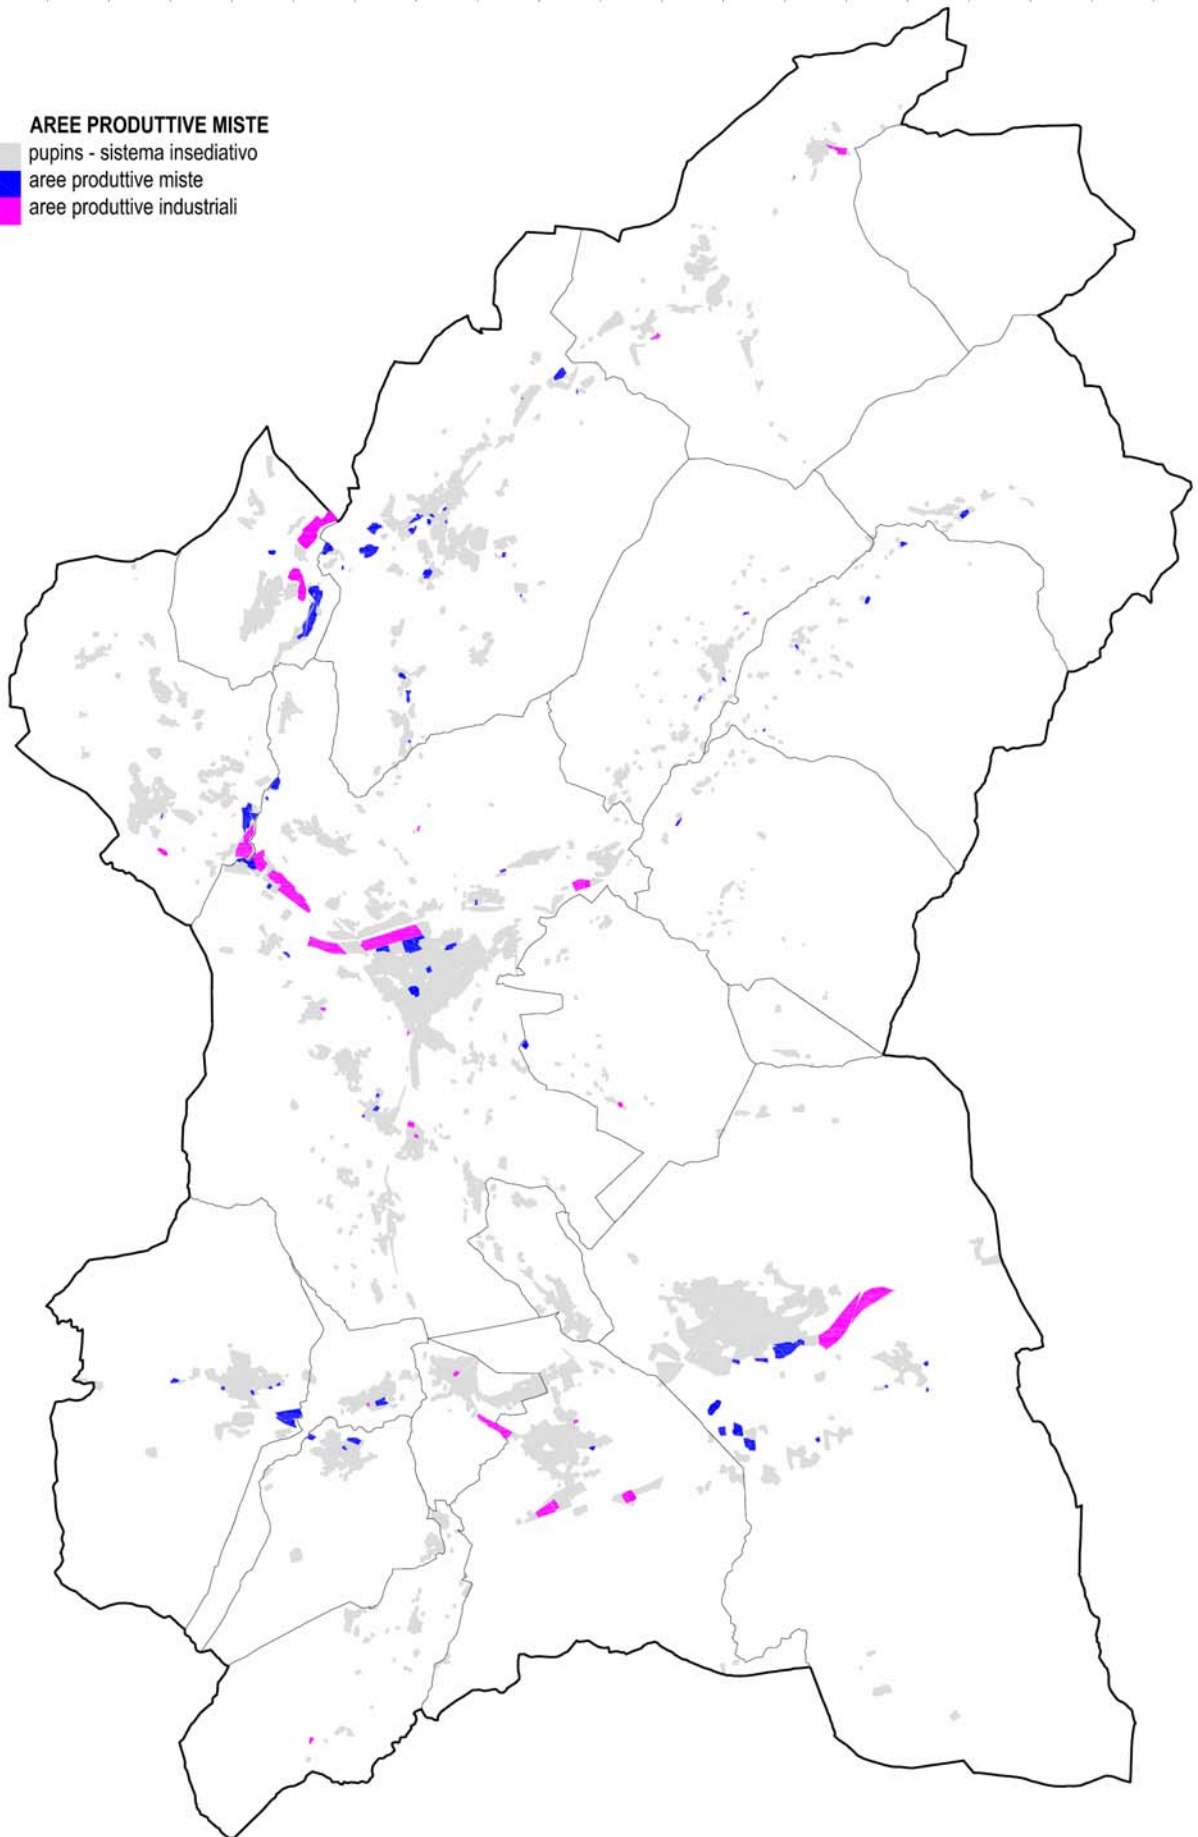 AREE PRODUTTIVE MISTE
pupins - sistema insediativo
aree produttive miste
aree produttive industriali